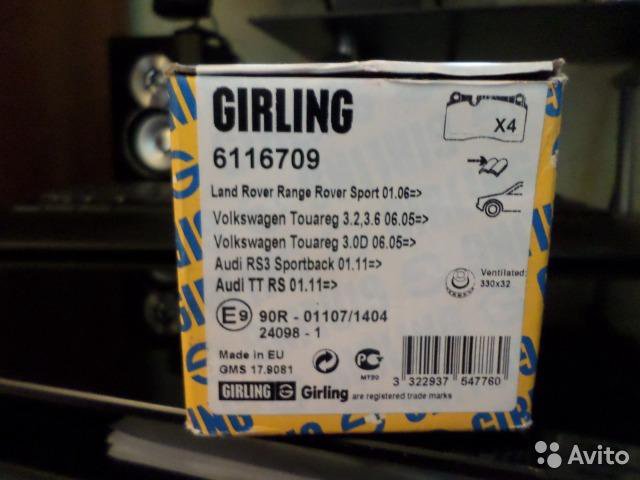 GIRLING
X4
6116709
Land Rover Range Rover Sport 01.06=>
Volkswagen Touareg 3.2,3.6 06.05=>
Volkswagen Touareg 3.0D 06.05=>
Audi RS3 Sportback 01.11=>
Audi TT RS 01.11=>
Ventilated:
330x32
E9 90R - 01107/1404
24098 - 1
Made in EU
GMS 17.9081
3 322937 547760
GIRLING G Girling are registered trade marks
Avito